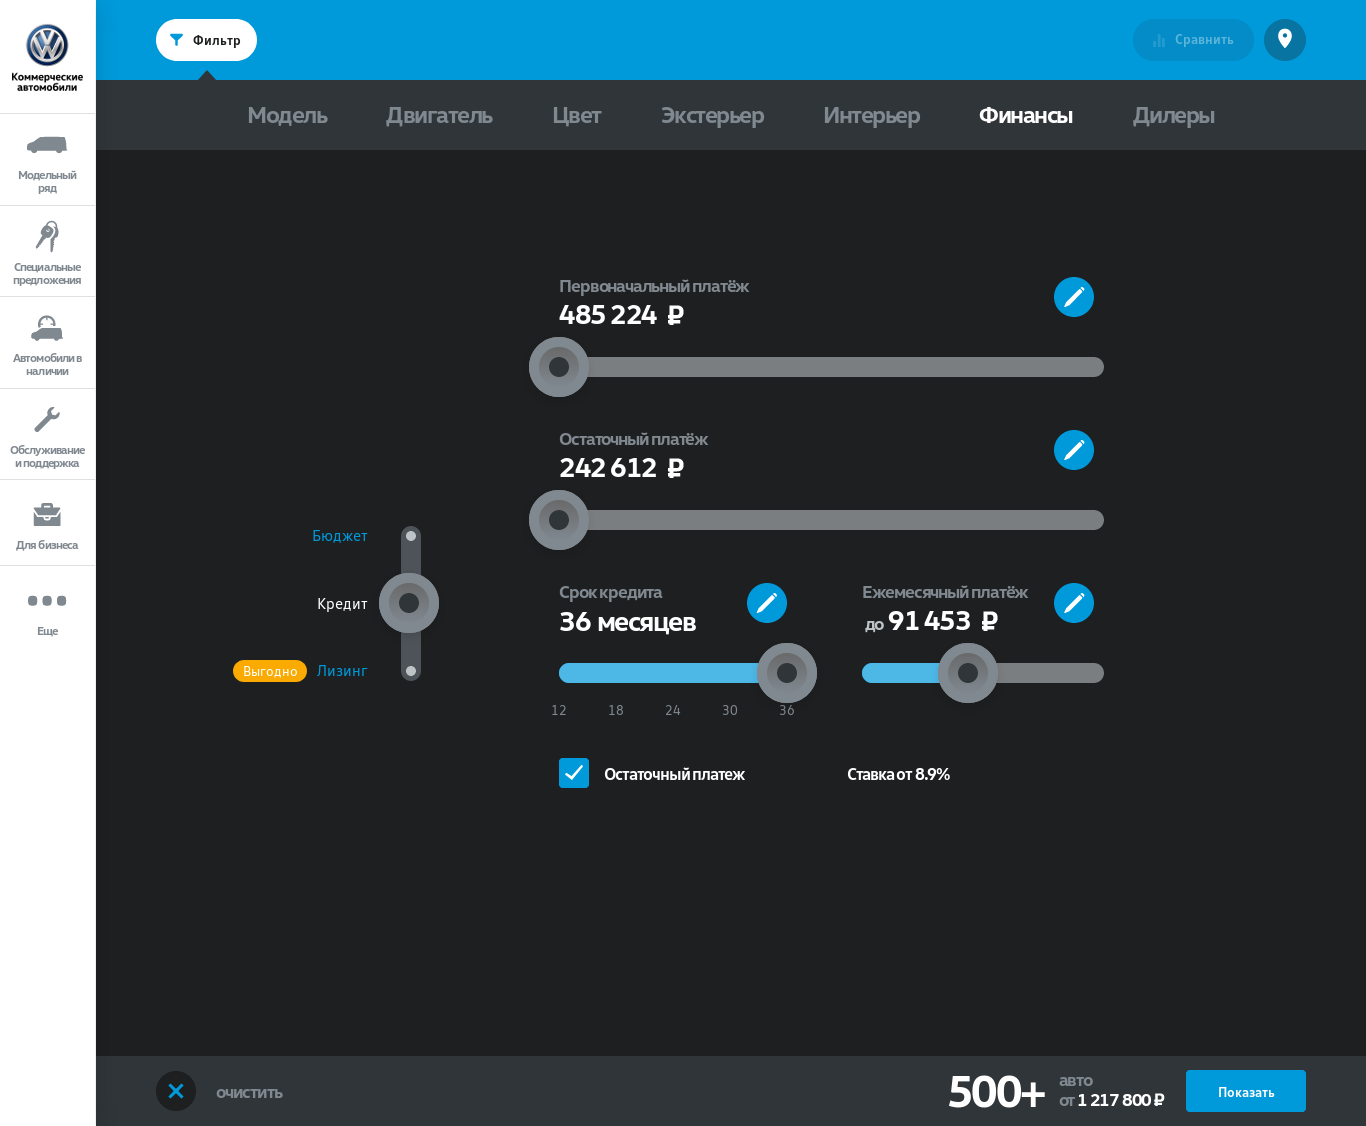 Коммерческие
автомобили
Модельный
ряд
Специальные
предложения
Автомобили в
наличии
Обслуживание
и поддержка
Для бизнеса
Еще
Фильтр
Сравнить
Модель Двигатель Цвет Экстерьер Интерьер Финансы Дилеры
Первоначальный платёж
485 224 ₽
Остаточный платёж
242 612 ₽
Бюджет
Кредит
Выгодно Лизинг
Срок кредита
36 месяцев
12 18 24 30 36
Ежемесячный платёж
до 91 453 ₽
Остаточный платеж
Ставка от 8.9%
очистить
500+
авто
от 1 217 800 ₽
Показать